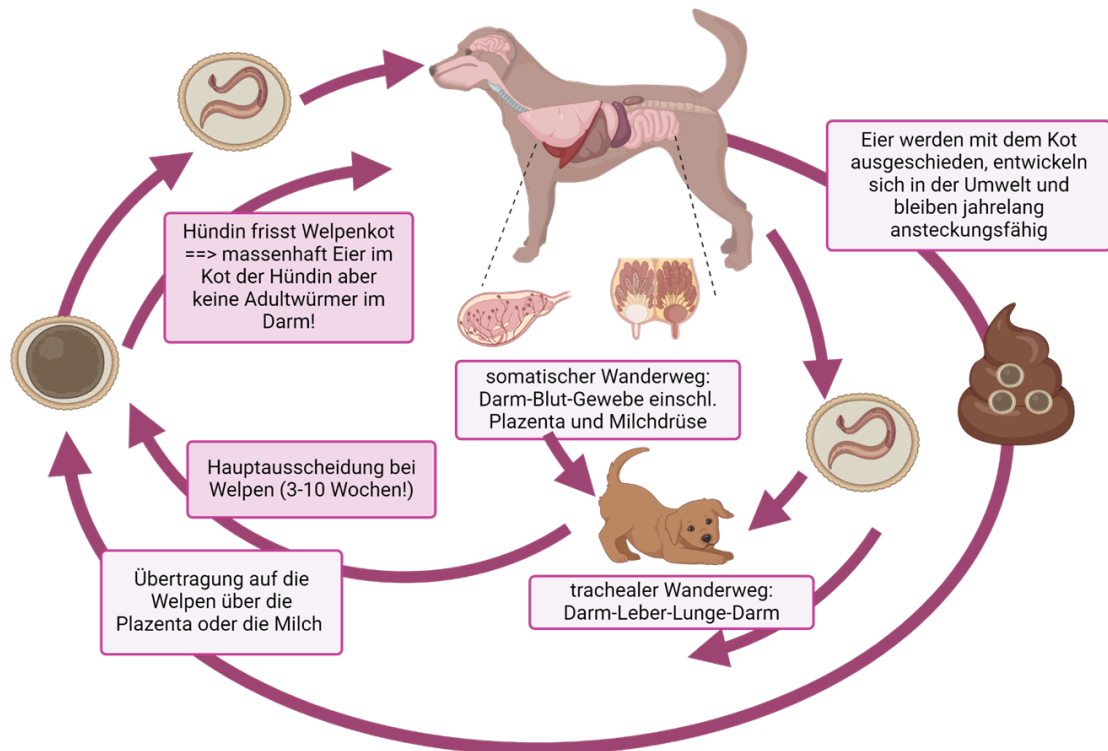 Eier werden mit dem Kot
ausgeschieden, entwickeln
sich in der Umwelt und
bleiben jahrelang
ansteckungsfähig
Hündin frisst Welpenkot
==> massenhaft Eier im
Kot der Hündin aber
keine Adultwürmer im
Darm!
somatischer Wanderweg:
Darm-Blut-Gewebe einschl.
Plazenta und Milchdrüse
Hauptausscheidung bei
Welpen (3-10 Wochen!)
trachealer Wanderweg:
Darm-Leber-Lunge-Darm
Übertragung auf die
Welpen über die
Plazenta oder die Milch